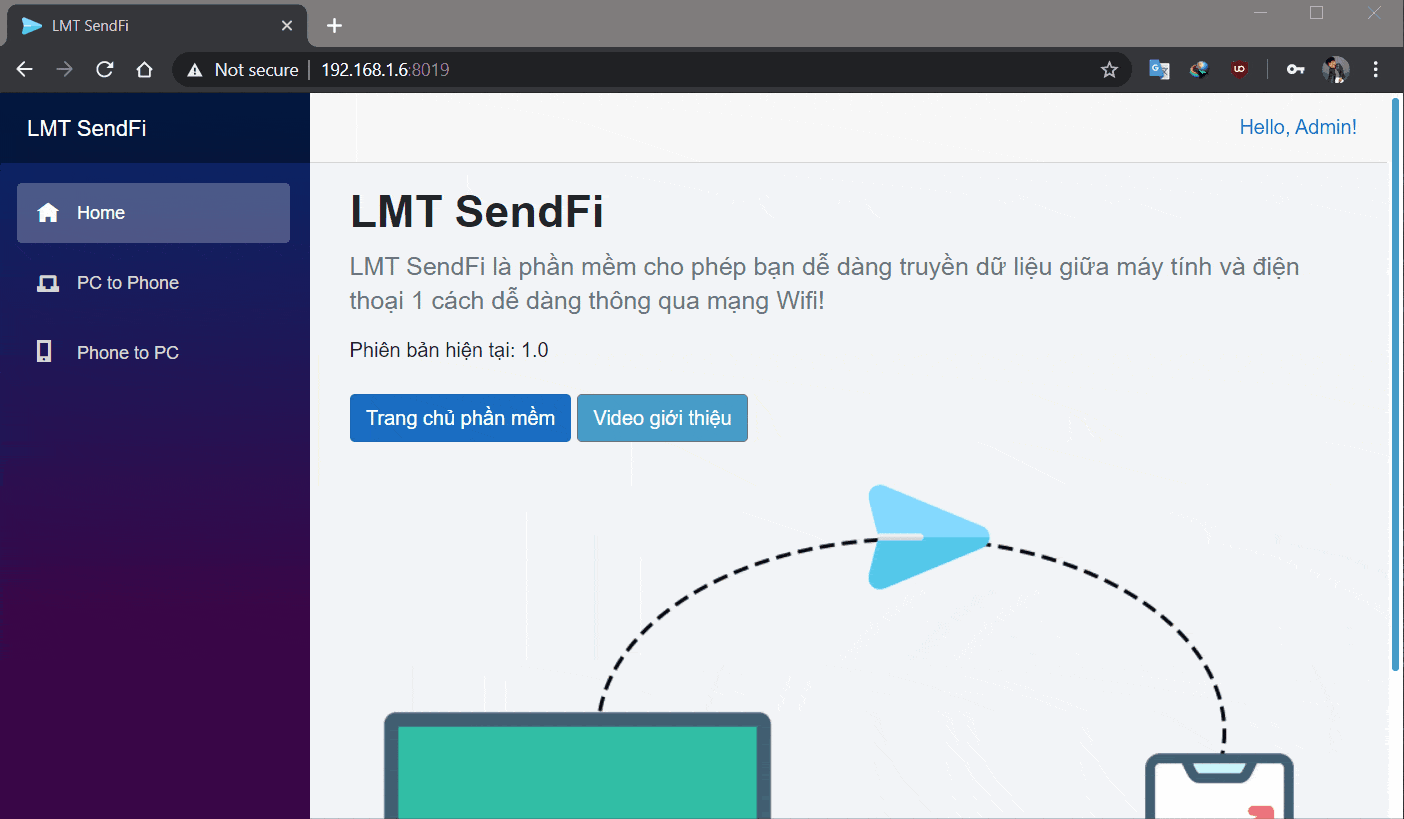 LMT SendFi
Not secure
192.168.1.6:8019
LMT SendFi
Hello, Admin!
Home
PC to Phone
Phone to PC
LMT SendFi
LMT SendFi là phần mềm cho phép bạn dễ dàng truyền dữ liệu giữa máy tính và điện
thoại 1 cách dễ dàng thông qua mạng Wifi!
Phiên bản hiện tại: 1.0
Trang chủ phần mềm
Video giới thiệu